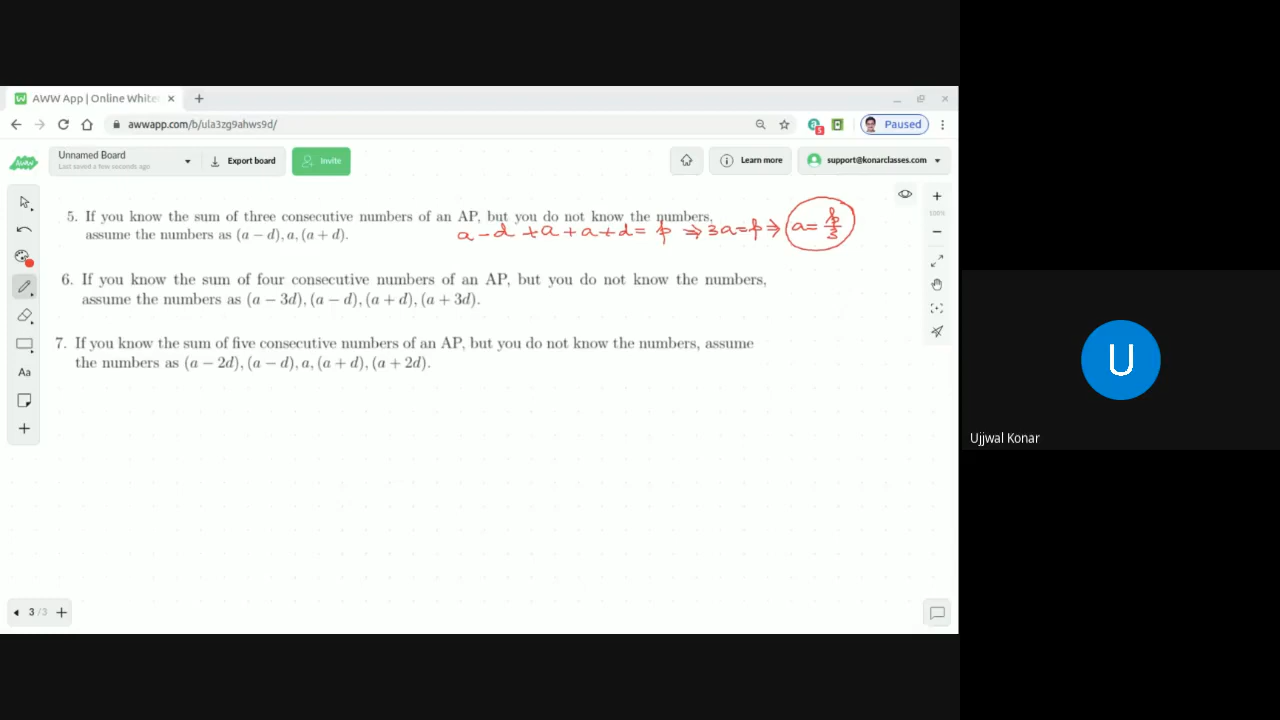 AWW App | Online White
awwapp.com/b/ula3zg9ahws9d/
Paused
5
Unnamed Board
Last saved a few seconds ago
Export board
Invite
Learn more
support@konarclasses.com
5. If you know the sum of three consecutive numbers of an AP, but you do not know the numbers,
assume the numbers as (a − d), a, (a + d).
a − d + a + a + d = p ⇒ 3a = p ⇒ a = p/3
6. If you know the sum of four consecutive numbers of an AP, but you do not know the numbers,
assume the numbers as (a − 3d), (a − d), (a + d), (a + 3d).
7. If you know the sum of five consecutive numbers of an AP, but you do not know the numbers, assume
the numbers as (a − 2d), (a − d), a, (a + d), (a + 2d).
100%
Aa
3 /3
U
Ujjwal Konar